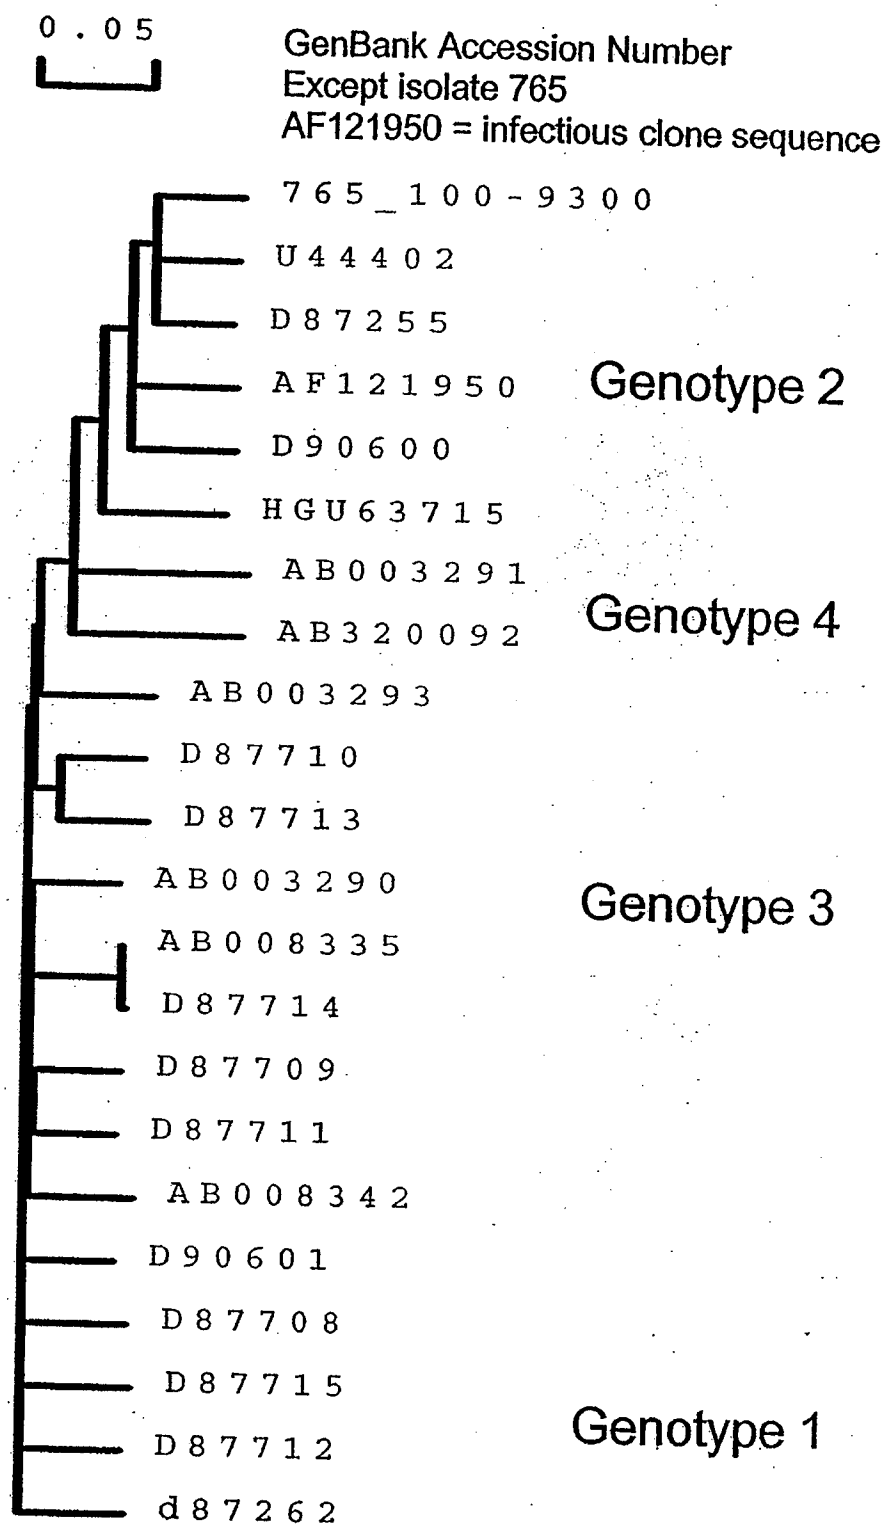 0.05
GenBank Accession Number
Except isolate 765
AF121950 = infectious clone sequence
765_100-9300
U44402
D87255
AF121950
Genotype 2
D90600
HGU63715
AB003291
Genotype 4
AB320092
AB003293
D87710
D87713
AB003290
Genotype 3
AB008335
D87714
D87709
D87711
AB008342
D90601
D87708
D87715
Genotype 1
D87712
d87262